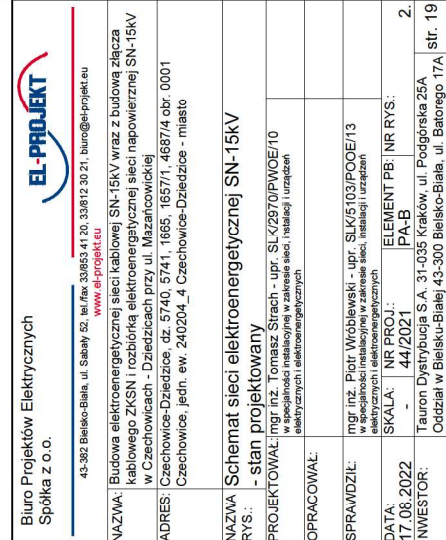 Biuro Projektów Elektrycznych
Spółka z o.o.
EL-PROJEKT
43-382 Bielsko-Biała, ul. Sabały 52, tel./fax 33/853 41 20, 33/812 30 21, biuro@el-projekt.eu
www.el-projekt.eu
NAZWA: Budowa elektroenergetycznej sieci kablowej SN-15kV wraz z budową złącza
kablowego ZKSN i rozbiórką elektroenergetycznej sieci napowietrznej SN-15kV
w Czechowicach - Dziedzicach przy ul. Mazańcowickiej
ADRES: Czechowice-Dziedzice, dz. 5740, 5741, 1665, 1657/1, 4687/4 obr. 0001
Czechowice, jedn. ew. 240204_4 Czechowice-Dziedzice - miasto
NAZWA RYS.: Schemat sieci elektroenergetycznej SN-15kV
- stan projektowany
PROJEKTOWAŁ: mgr inż. Tomasz Strach - upr. SLK/2970/PWOE/10
w specjalności instalacyjnej w zakresie sieci, instalacji i urządzeń
elektrycznych i elektroenergetycznych
OPRACOWAŁ:
SPRAWDZIŁ: mgr inż. Piotr Wróblewski - upr. SLK/5103/POOE/13
w specjalności instalacyjnej w zakresie sieci, instalacji i urządzeń
elektrycznych i elektroenergetycznych
DATA: 17.08.2022
SKALA: -
NR PROJ.: 44/2021
ELEMENT PB: PA-B
NR RYS.: 2.
INWESTOR: Tauron Dystrybucja S.A. 31-035 Kraków, ul. Podgórska 25A
Oddział w Bielsku-Białej 43-300 Bielsko-Biała, ul. Batorego 17A
str. 19